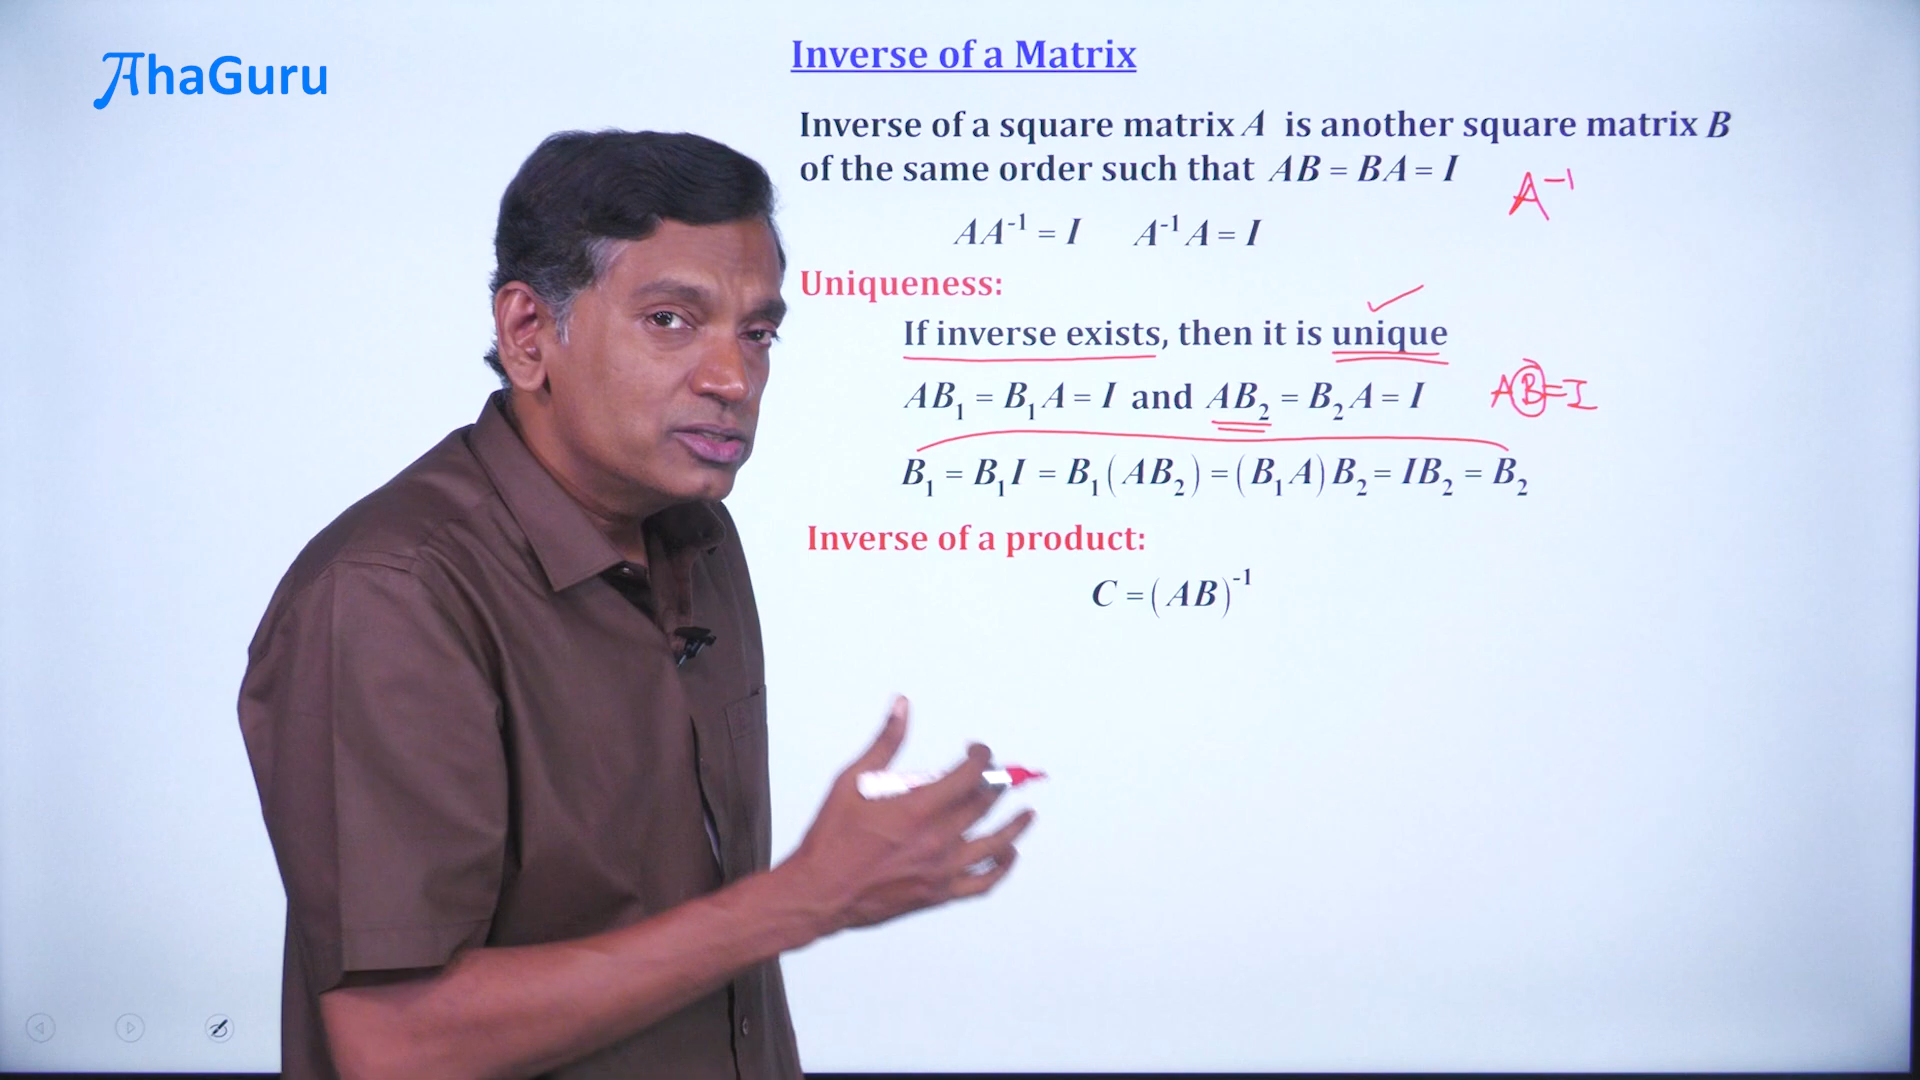 AhaGuru
Inverse of a Matrix
Inverse of a square matrix A is another square matrix B
of the same order such that AB = BA = I
A⁻¹
AA⁻¹ = I A⁻¹A = I
Uniqueness:
If inverse exists, then it is unique
AB₁ = B₁A = I and AB₂ = B₂A = I
AB=I
B₁ = B₁I = B₁(AB₂) = (B₁A)B₂ = IB₂ = B₂
Inverse of a product:
C = (AB)⁻¹